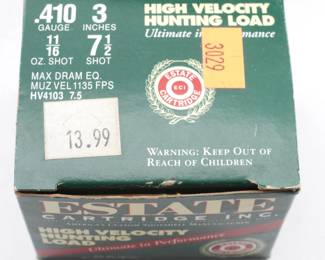 .410 3
GAUGE INCHES
11/16 7 1/2
OZ. SHOT SHOT
MAX DRAM EQ.
MUZ VEL 1135 FPS
HV4103 7.5
13.99
HIGH VELOCITY
HUNTING LOAD
Ultimate in Performance
3029
ESTATE
ECI
CARTRIDGE
WARNING: KEEP OUT OF
REACH OF CHILDREN
ESTATE
CARTRIDGE INC.
HIGH VELOCITY
HUNTING
LOAD
Ultimate in Performance